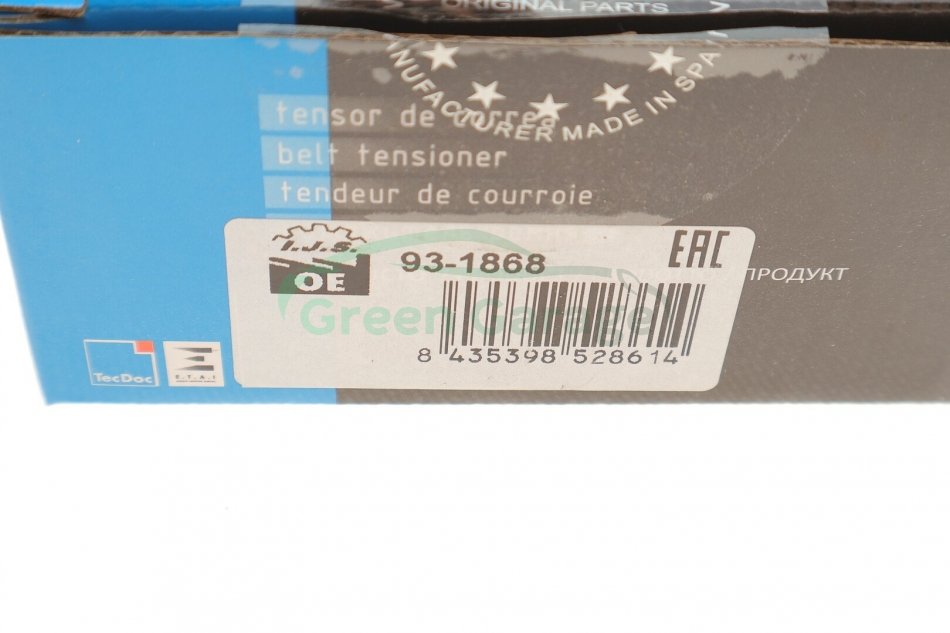 ORIGINAL PARTS
MANUFACTURER MADE IN SPAIN
tensor de correa
belt tensioner
tendeur de courroie
I.J.S.
OE
93-1868
EAC
ПРОДУКТ
Green Garage
8 435398 528614
TecDoc
E.T.A.I